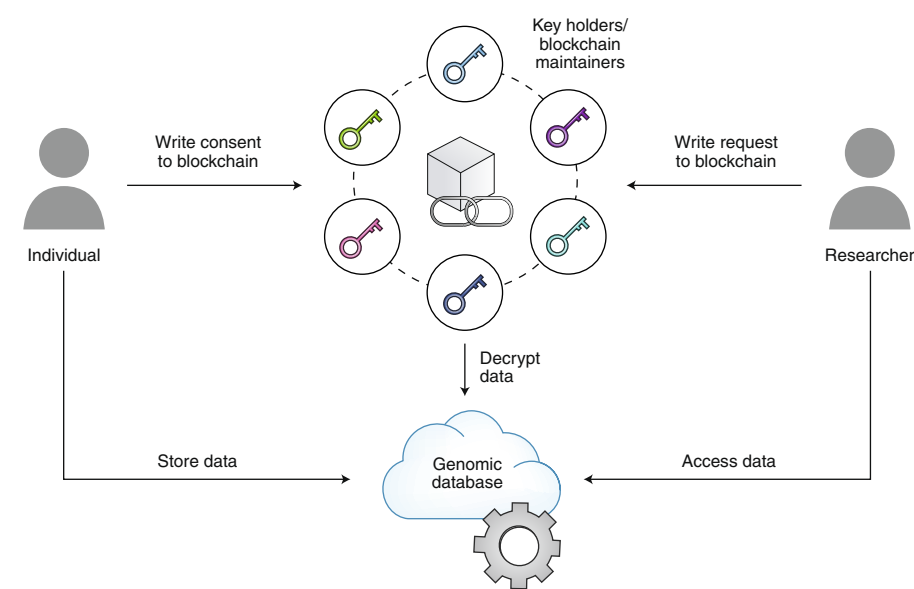 Key holders/
blockchain
maintainers
Write consent
to blockchain
Write request
to blockchain
Individual
Researcher
Decrypt
data
Store data
Genomic
database
Access data